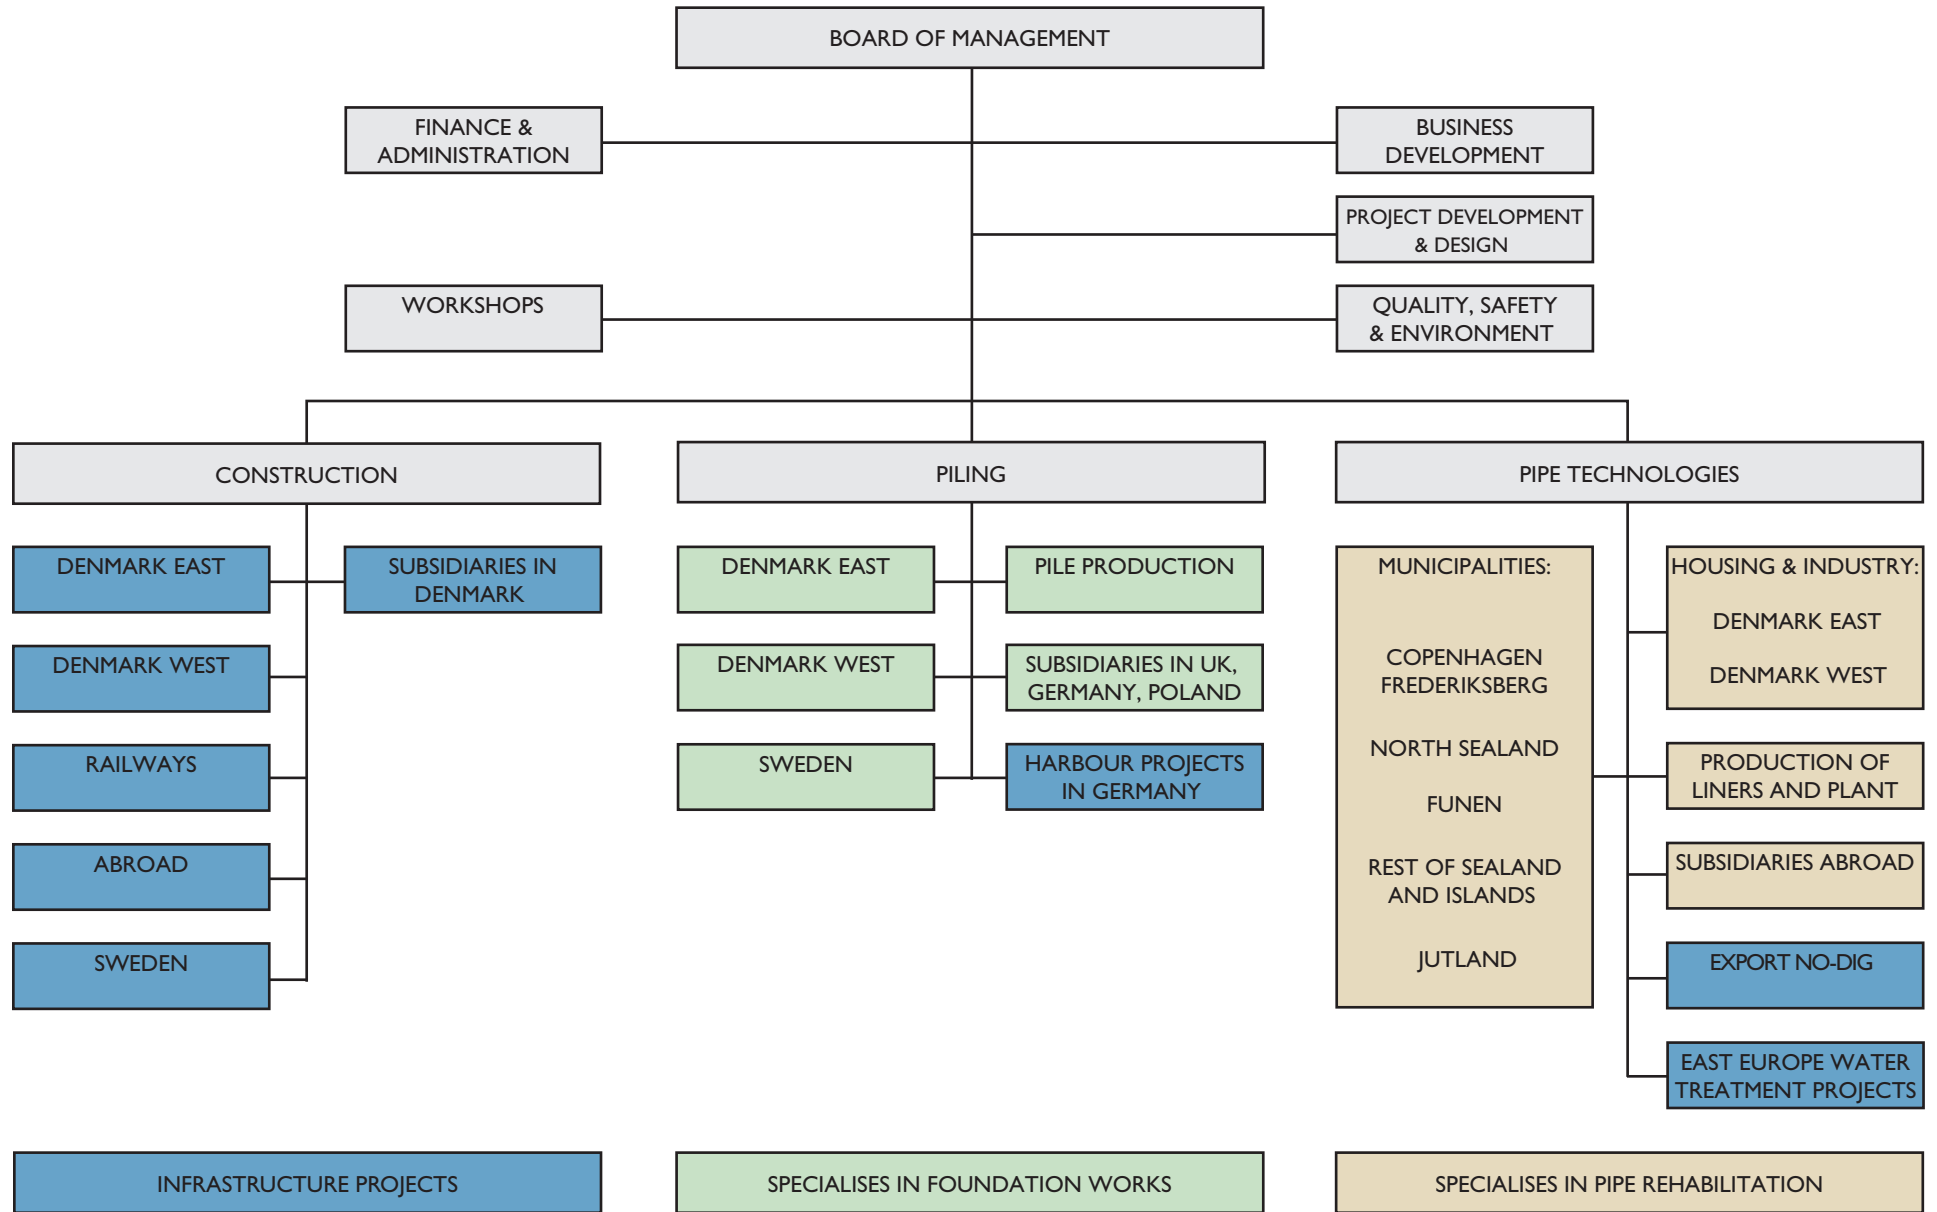 BOARD OF MANAGEMENT
FINANCE &
ADMINISTRATION
BUSINESS
DEVELOPMENT
PROJECT DEVELOPMENT
& DESIGN
WORKSHOPS
QUALITY, SAFETY
& ENVIRONMENT
CONSTRUCTION
DENMARK EAST
SUBSIDIARIES IN
DENMARK
DENMARK WEST
RAILWAYS
ABROAD
SWEDEN
PILING
DENMARK EAST
PILE PRODUCTION
DENMARK WEST
SUBSIDIARIES IN UK,
GERMANY, POLAND
SWEDEN
HARBOUR PROJECTS
IN GERMANY
PIPE TECHNOLOGIES
MUNICIPALITIES:
COPENHAGEN
FREDERIKSBERG
NORTH SEALAND
FUNEN
REST OF SEALAND
AND ISLANDS
JUTLAND
HOUSING & INDUSTRY:
DENMARK EAST
DENMARK WEST
PRODUCTION OF
LINERS AND PLANT
SUBSIDIARIES ABROAD
EXPORT NO-DIG
EAST EUROPE WATER
TREATMENT PROJECTS
INFRASTRUCTURE PROJECTS
SPECIALISES IN FOUNDATION WORKS
SPECIALISES IN PIPE REHABILITATION